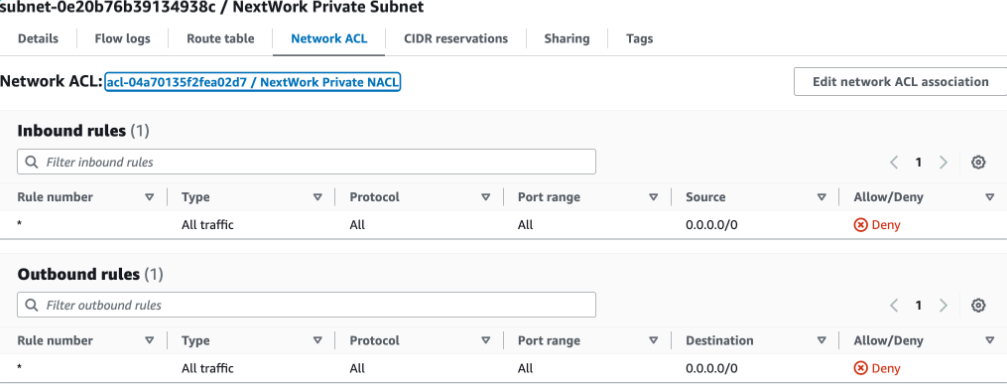 subnet-0e20b76b39134938c / NextWork Private Subnet
Details Flow logs Route table Network ACL CIDR reservations Sharing Tags
Network ACL: acl-04a70135f2fea02d7 / NextWork Private NACL Edit network ACL association
Inbound rules (1)
Filter inbound rules 1
Rule number Type Protocol Port range Source Allow/Deny
* All traffic All All 0.0.0.0/0 Deny
Outbound rules (1)
Filter outbound rules 1
Rule number Type Protocol Port range Destination Allow/Deny
* All traffic All All 0.0.0.0/0 Deny